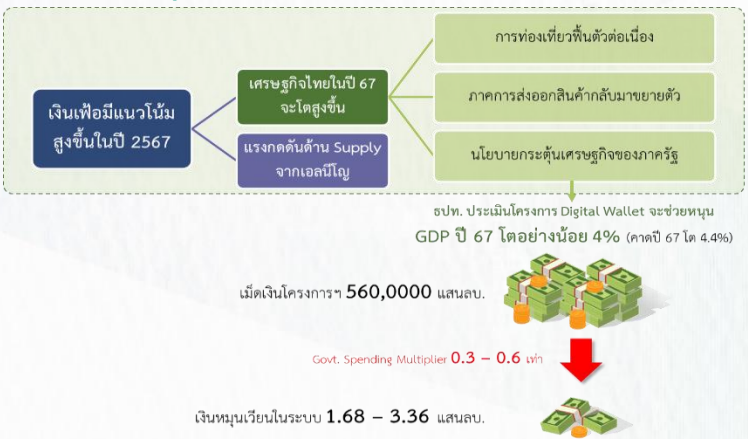 เงินเฟ้อมีแนวโน้ม
สูงขึ้นในปี 2567
เศรษฐกิจไทยในปี 67
จะโตสูงขึ้น
แรงกดดันด้าน Supply
จากเอลนีโญ
การท่องเที่ยวฟื้นตัวต่อเนื่อง
ภาคการส่งออกสินค้ากลับมาขยายตัว
นโยบายกระตุ้นเศรษฐกิจของภาครัฐ
ธปท. ประเมินโครงการ Digital Wallet จะช่วยหนุน
GDP ปี 67 โตอย่างน้อย 4% (คาดปี 67 โต 4.4%)
เม็ดเงินโครงการฯ 560,0000 แสนลบ.
Govt. Spending Multiplier 0.3 – 0.6 เท่า
เงินหมุนเวียนในระบบ 1.68 – 3.36 แสนลบ.